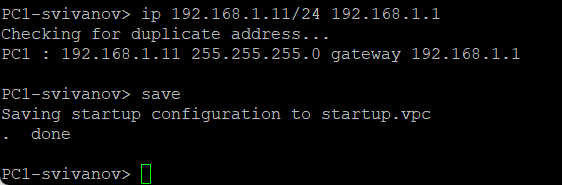 PC1-svivanov> ip 192.168.1.11/24 192.168.1.1
Checking for duplicate address...
PC1 : 192.168.1.11 255.255.255.0 gateway 192.168.1.1
PC1-svivanov> save
Saving startup configuration to startup.vpc
.  done
PC1-svivanov>